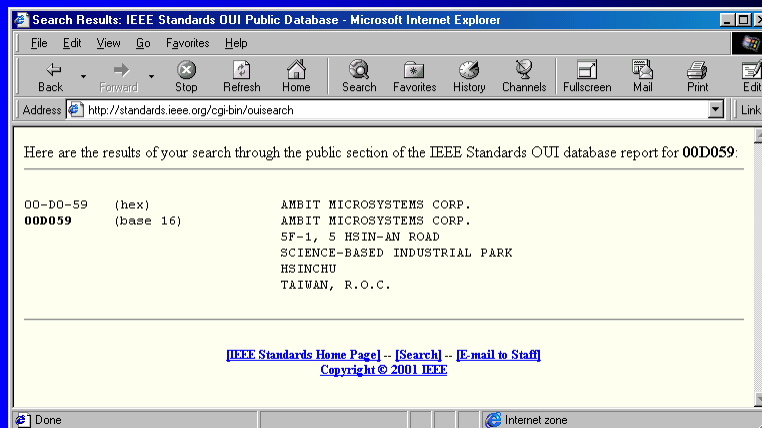 Search Results: IEEE Standards OUI Public Database - Microsoft Internet Explorer
File Edit View Go Favorites Help
Back Forward Stop Refresh Home Search Favorites History Channels Fullscreen Mail Print Edit
Address http://standards.ieee.org/cgi-bin/ouisearch Link
Here are the results of your search through the public section of the IEEE Standards OUI database report for 00D059:
00-D0-59 (hex) AMBIT MICROSYSTEMS CORP.
00D059 (base 16) AMBIT MICROSYSTEMS CORP.
5F-1, 5 HSIN-AN ROAD
SCIENCE-BASED INDUSTRIAL PARK
HSINCHU
TAIWAN, R.O.C.
[IEEE Standards Home Page] -- [Search] -- [E-mail to Staff]
Copyright © 2001 IEEE
Done Internet zone